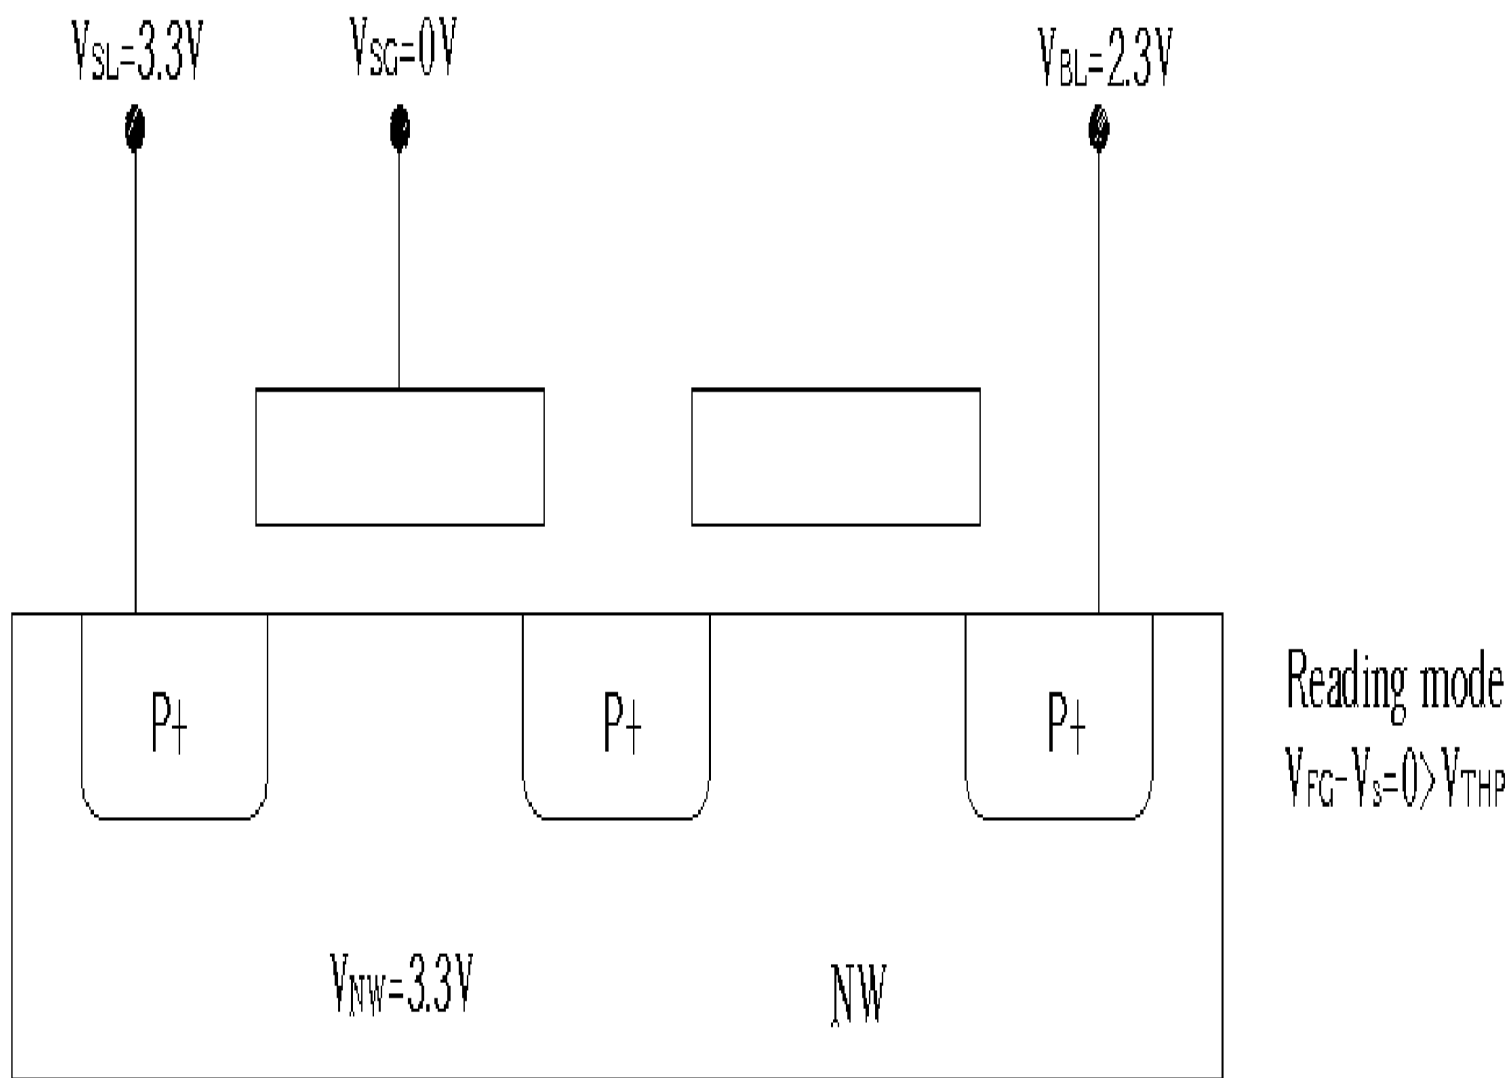 VSL=3.3V
VSG=0V
VBL=2.3V
P+
P+
P+
Reading mode
VFG-Vs=0>VTHP
VNW=3.3V
NW